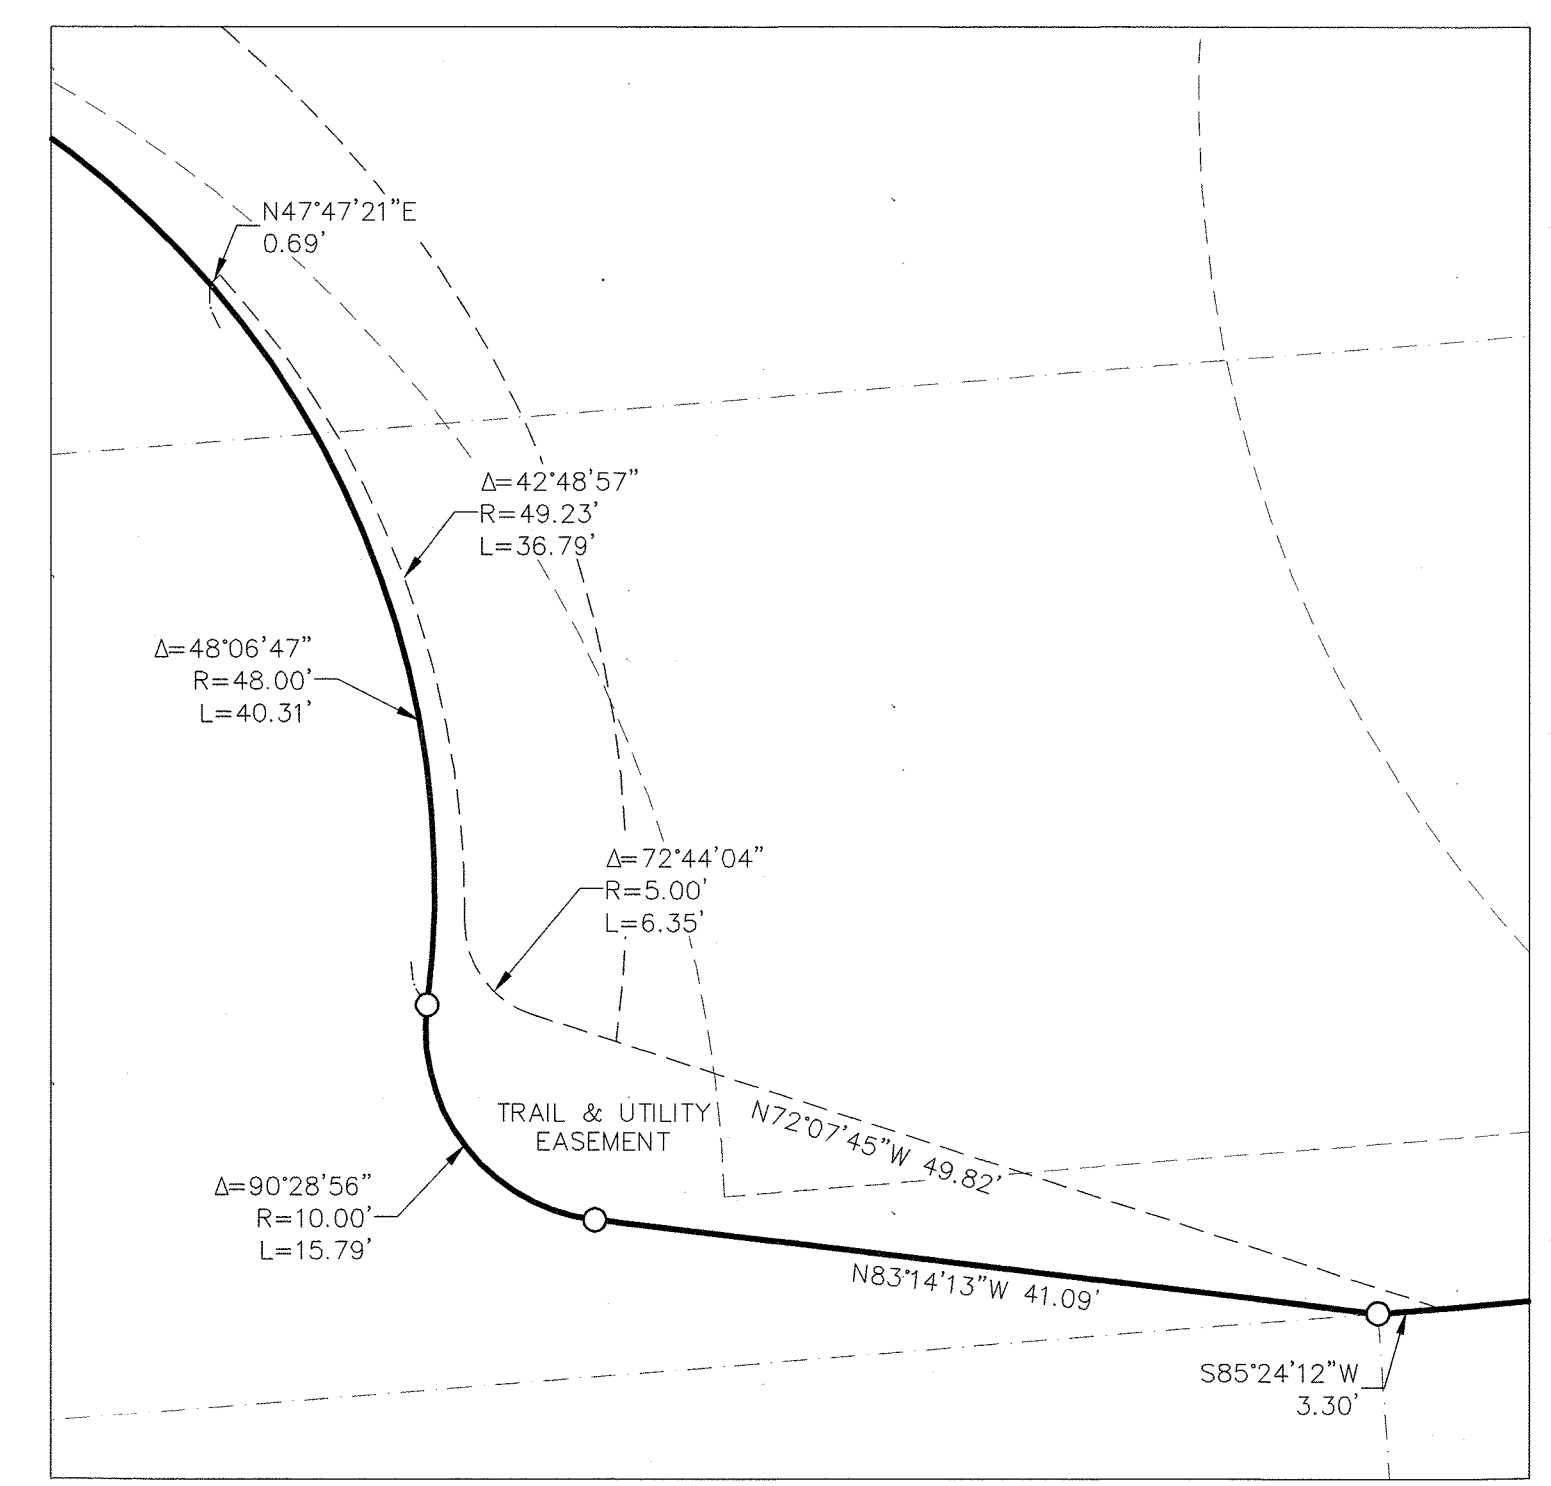 N47°47'21"E
0.69'
Δ=42°48'57"
R=49.23'
L=36.79'
Δ=48°06'47"
R=48.00'
L=40.31'
Δ=72°44'04"
R=5.00'
L=6.35'
TRAIL & UTILITY
EASEMENT
N72°07'45"W 49.82'
Δ=90°28'56"
R=10.00'
L=15.79'
N83°14'13"W 41.09'
S85°24'12"W
3.30'